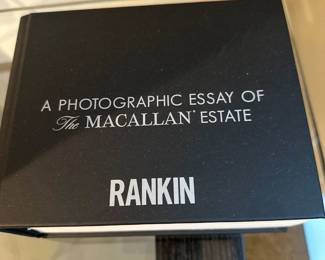 A PHOTOGRAPHIC ESSAY OF
The MACALLAN® ESTATE
RANKIN